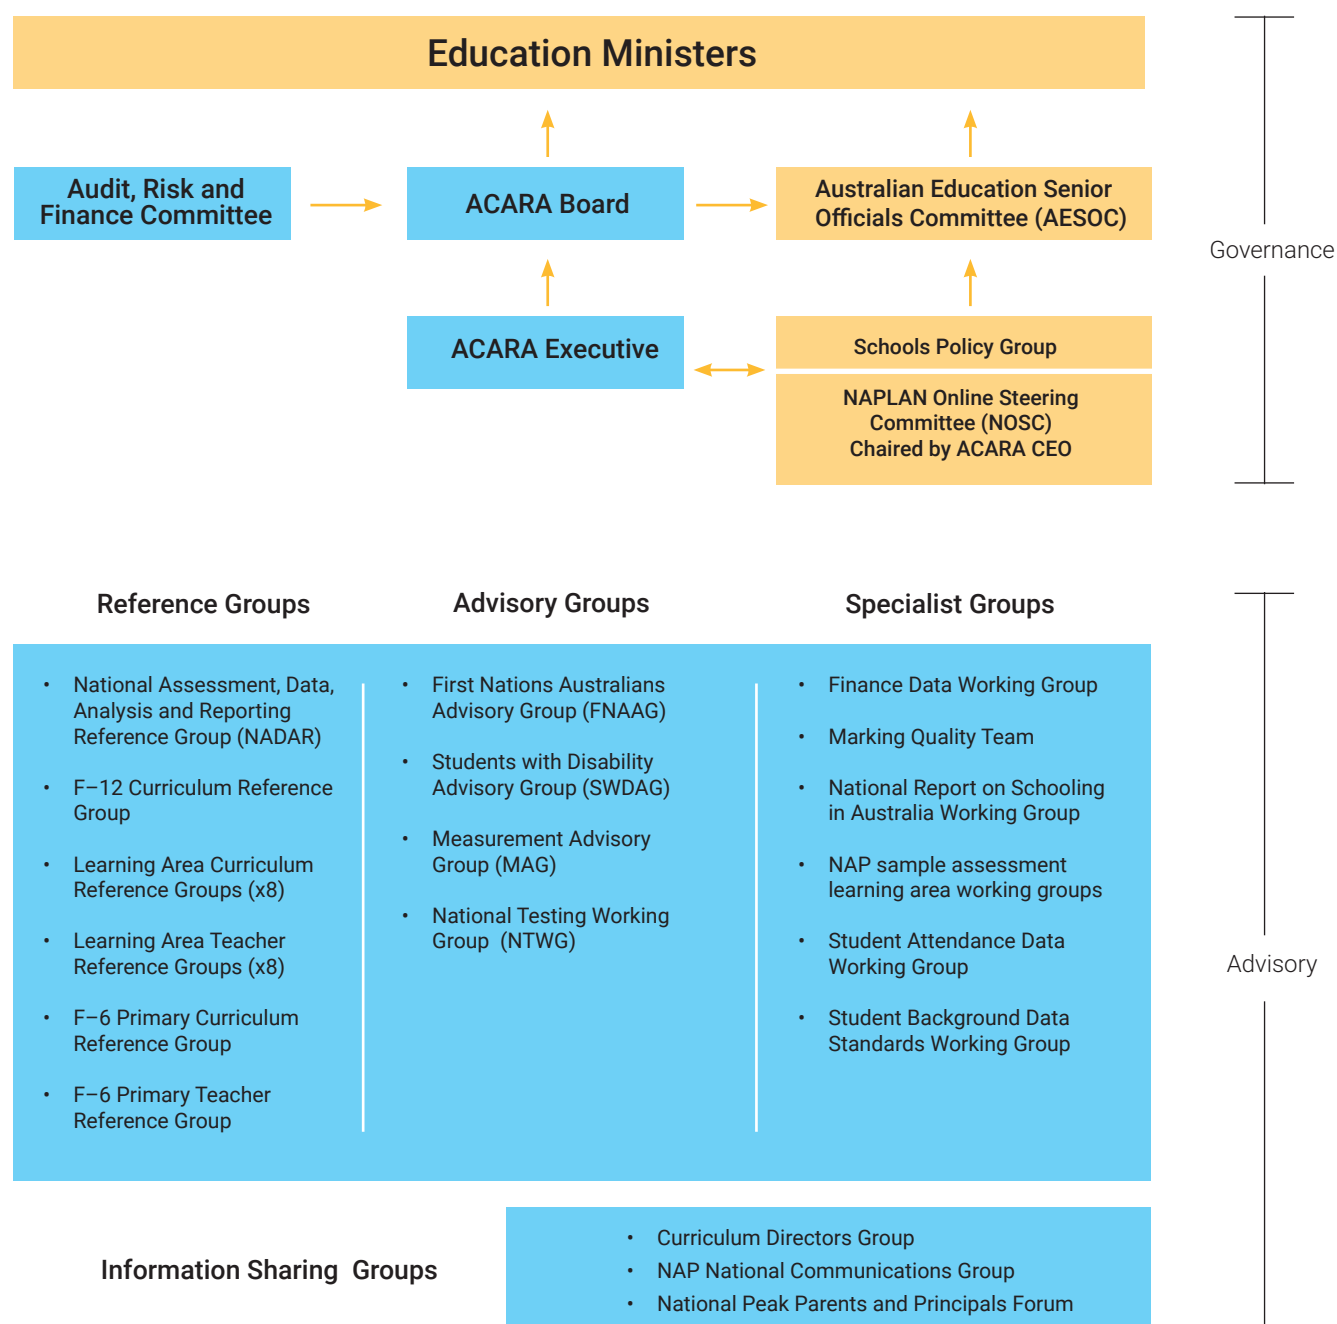 Education Ministers
Audit, Risk and
Finance Committee
ACARA Board
Australian Education Senior
Officials Committee (AESOC)
Governance
ACARA Executive
Schools Policy Group
NAPLAN Online Steering
Committee (NOSC)
Chaired by ACARA CEO
Reference Groups
• National Assessment, Data,
Analysis and Reporting
Reference Group (NADAR)
• F–12 Curriculum Reference
Group
• Learning Area Curriculum
Reference Groups (x8)
• Learning Area Teacher
Reference Groups (x8)
• F–6 Primary Curriculum
Reference Group
• F–6 Primary Teacher
Reference Group
Advisory Groups
• First Nations Australians
Advisory Group (FNAAG)
• Students with Disability
Advisory Group (SWDAG)
• Measurement Advisory
Group (MAG)
• National Testing Working
Group (NTWG)
Specialist Groups
• Finance Data Working Group
• Marking Quality Team
• National Report on Schooling
in Australia Working Group
• NAP sample assessment
learning area working groups
• Student Attendance Data
Working Group
• Student Background Data
Standards Working Group
Advisory
Information Sharing Groups
• Curriculum Directors Group
• NAP National Communications Group
• National Peak Parents and Principals Forum